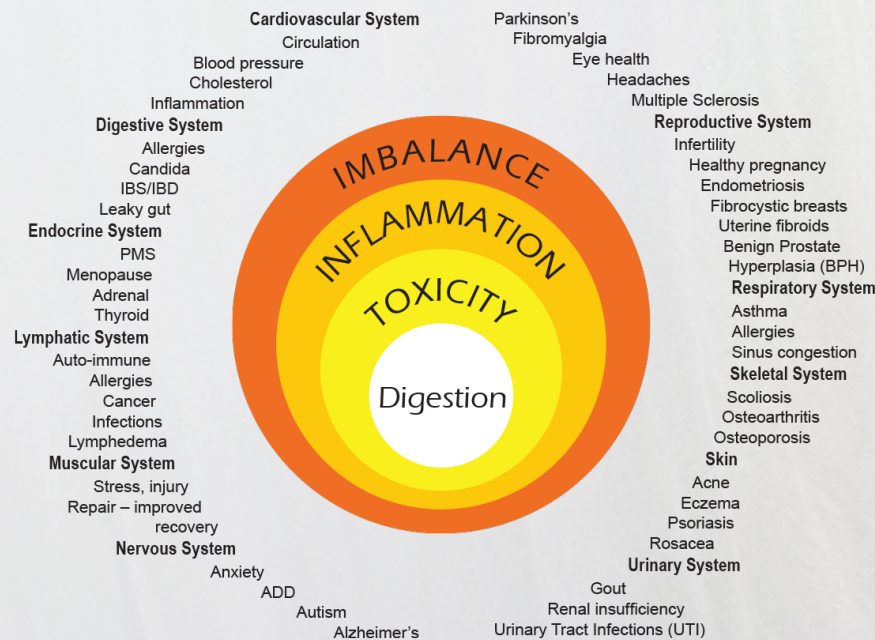 Cardiovascular System
Circulation
Blood pressure
Cholesterol
Inflammation
Digestive System
Allergies
Candida
IBS/IBD
Leaky gut
Endocrine System
PMS
Menopause
Adrenal
Thyroid
Lymphatic System
Auto-immune
Allergies
Cancer
Infections
Lymphedema
Muscular System
Stress, injury
Repair – improved
recovery
Nervous System
Anxiety
ADD
Autism
Alzheimer's
IMBALANCE
INFLAMMATION
TOXICITY
Digestion
Parkinson's
Fibromyalgia
Eye health
Headaches
Multiple Sclerosis
Reproductive System
Infertility
Healthy pregnancy
Endometriosis
Fibrocystic breasts
Uterine fibroids
Benign Prostate
Hyperplasia (BPH)
Respiratory System
Asthma
Allergies
Sinus congestion
Skeletal System
Scoliosis
Osteoarthritis
Osteoporosis
Skin
Acne
Eczema
Psoriasis
Rosacea
Urinary System
Gout
Renal insufficiency
Urinary Tract Infections (UTI)